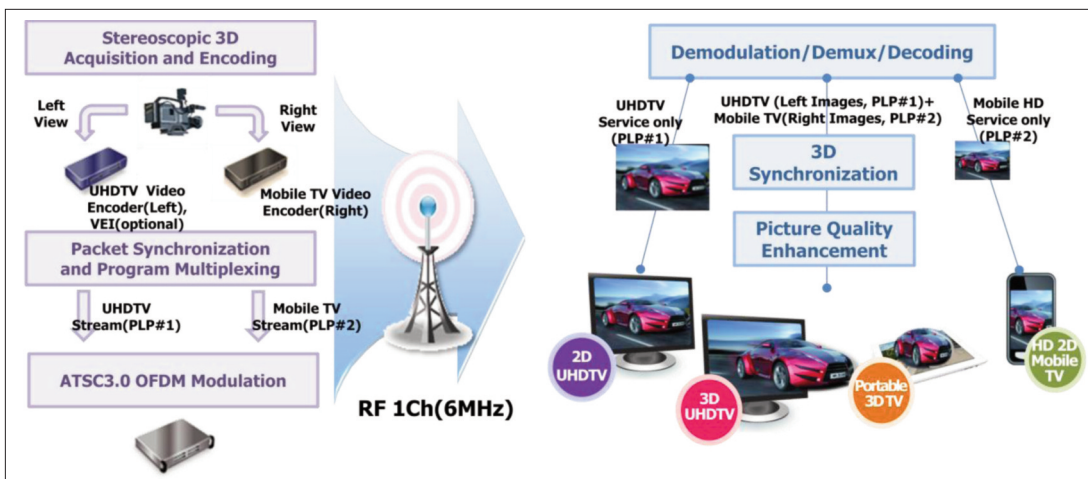 Stereoscopic 3D
Acquisition and Encoding
Left
View
Right
View
UHDTV Video
Encoder(Left),
VEI(optional)
Mobile TV Video
Encoder(Right)
Packet Synchronization
and Program Multiplexing
UHDTV
Stream(PLP#1)
Mobile TV
Stream(PLP#2)
ATSC3.0 OFDM Modulation
RF 1Ch(6MHz)
Demodulation/Demux/Decoding
UHDTV
Service only
(PLP#1)
UHDTV (Left Images, PLP#1)+
Mobile TV(Right Images, PLP#2)
Mobile HD
Service only
(PLP#2)
3D
Synchronization
Picture Quality
Enhancement
2D
UHDTV
3D
UHDTV
Portable
3D TV
HD 2D
Mobile
TV